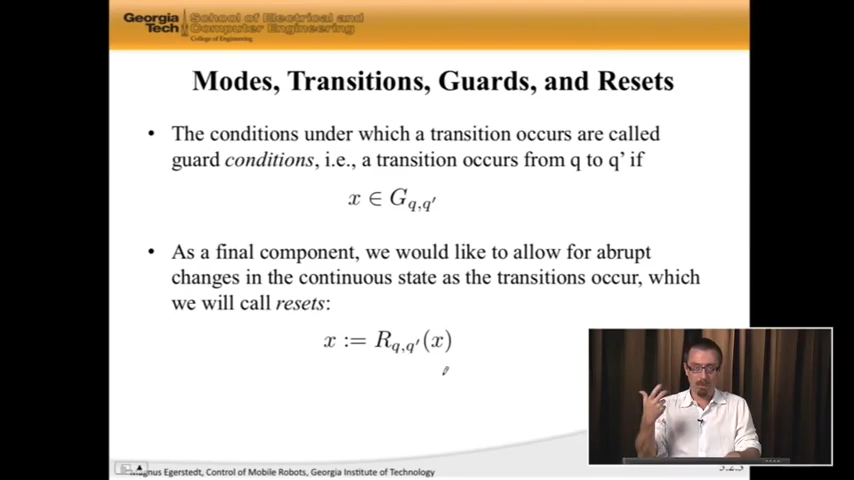 Georgia Tech
School of Electrical and Computer Engineering
College of Engineering
Modes, Transitions, Guards, and Resets
• The conditions under which a transition occurs are called
guard conditions, i.e., a transition occurs from q to q’ if
x ∈ G_{q,q′}
• As a final component, we would like to allow for abrupt
changes in the continuous state as the transitions occur, which
we will call resets:
x := R_{q,q′}(x)
Magnus Egerstedt, Control of Mobile Robots, Georgia Institute of Technology